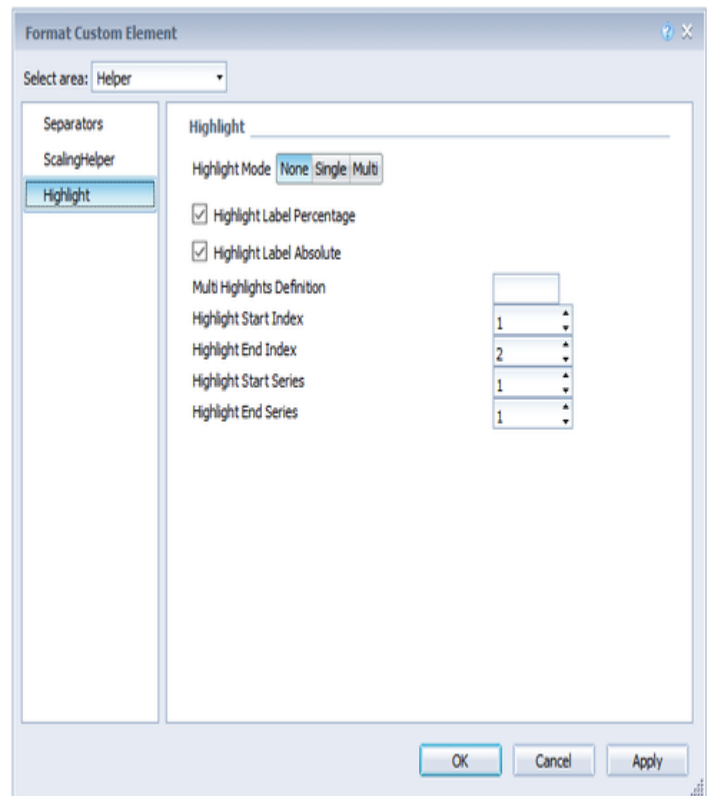 Format Custom Element
Select area: Helper
Separators
ScalingHelper
Highlight
Highlight
Highlight Mode None Single Multi
Highlight Label Percentage
Highlight Label Absolute
Multi Highlights Definition
Highlight Start Index 1
Highlight End Index 2
Highlight Start Series 1
Highlight End Series 1
OK Cancel Apply